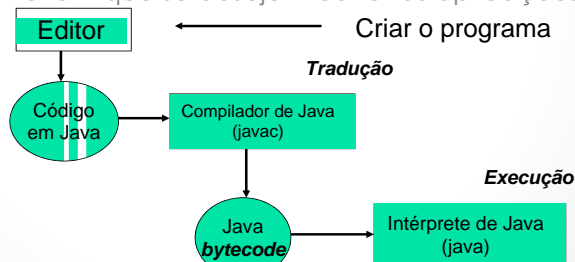 Editor
Criar o programa
Tradução
Código
em Java
Compilador de Java
(javac)
Execução
Java
bytecode
Intérprete de Java
(java)